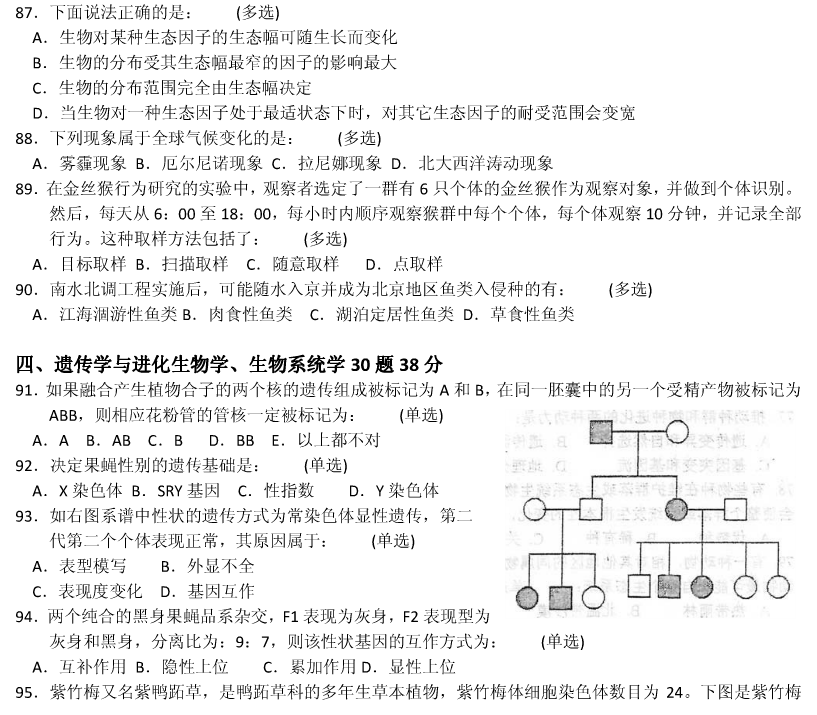 87. 下面说法正确的是： (多选)
A. 生物对某种生态因子的生态幅可随生长而变化
B. 生物的分布受其生态幅最窄的因子的影响最大
C. 生物的分布范围完全由生态幅决定
D. 当生物对一种生态因子处于最适状态下时，对其它生态因子的耐受范围会变宽
88. 下列现象属于全球气候变化的是： (多选)
A. 雾霾现象 B. 厄尔尼诺现象 C. 拉尼娜现象 D. 北大西洋涛动现象
89. 在金丝猴行为研究的实验中，观察者选定了一群有 6 只个体的金丝猴作为观察对象，并做到个体识别。
然后，每天从 6：00 至 18：00，每小时内顺序观察猴群中每个个体，每个体观察 10 分钟，并记录全部
行为。这种取样方法包括了： (多选)
A. 目标取样 B. 扫描取样 C. 随意取样 D. 点取样
90. 南水北调工程实施后，可能随水入京并成为北京地区鱼类入侵种的有： (多选)
A. 江海洄游性鱼类 B. 肉食性鱼类 C. 湖泊定居性鱼类 D. 草食性鱼类
四、遗传学与进化生物学、生物系统学 30 题 38 分
91. 如果融合产生植物合子的两个核的遗传组成被标记为 A 和 B，在同一胚囊中的另一个受精产物被标记为
ABB，则相应花粉管的管核一定被标记为： (单选)
A. A B. AB C. B D. BB E. 以上都不对
92. 决定果蝇性别的遗传基础是： (单选)
A. X 染色体 B. SRY 基因 C. 性指数 D. Y 染色体
93. 如右图系谱中性状的遗传方式为常染色体显性遗传，第二
代第二个个体表现正常，其原因属于： (单选)
A. 表型模写 B. 外显不全
C. 表现度变化 D. 基因互作
94. 两个纯合的黑身果蝇品系杂交，F1 表现为灰身，F2 表现型为
灰身和黑身，分离比为：9：7，则该性状基因的互作方式为： (单选)
A. 互补作用 B. 隐性上位 C. 累加作用 D. 显性上位
95. 紫竹梅又名紫鸭跖草，是鸭跖草科的多年生草本植物，紫竹梅体细胞染色体数目为 24。下图是紫竹梅